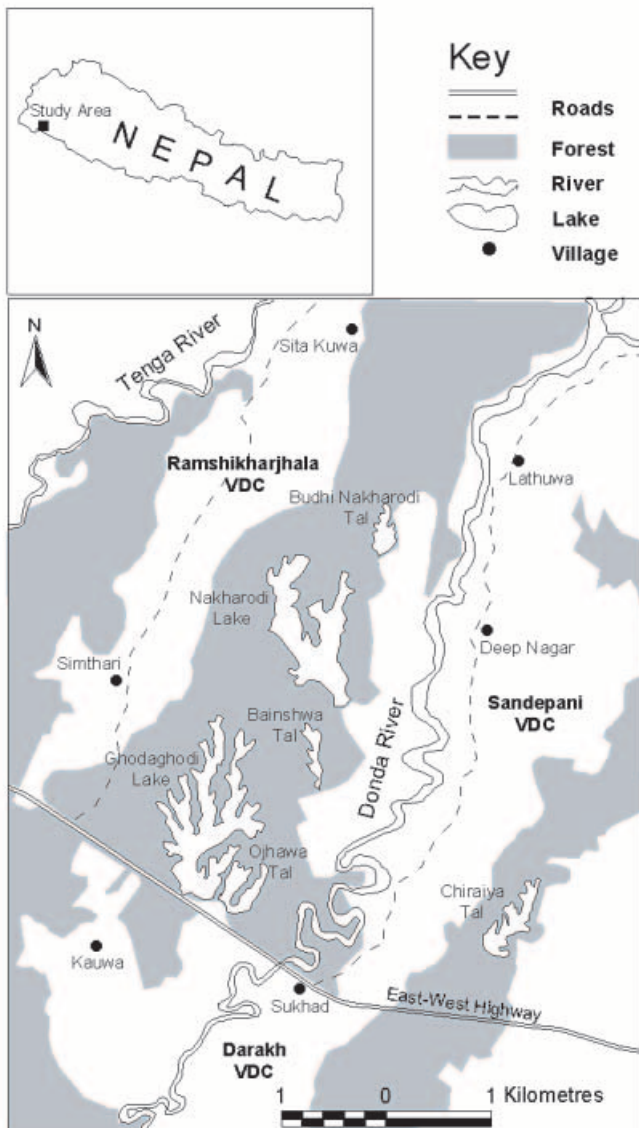 Study Area
NEPAL
Key
Roads
Forest
River
Lake
Village
N
Tenga River
Sita Kuwa
Ramshikharjhala
VDC
Lathuwa
Budhi Nakharodi
Tal
Nakharodi
Lake
Deep Nagar
Simthari
Sandepani
VDC
Bainshwa
Tal
Donda River
Ghodaghodi
Lake
Ojhawa
Tal
Chiraiya
Tal
Kauwa
Sukhad
East-West Highway
Darakh
VDC
1 0 1 Kilometres